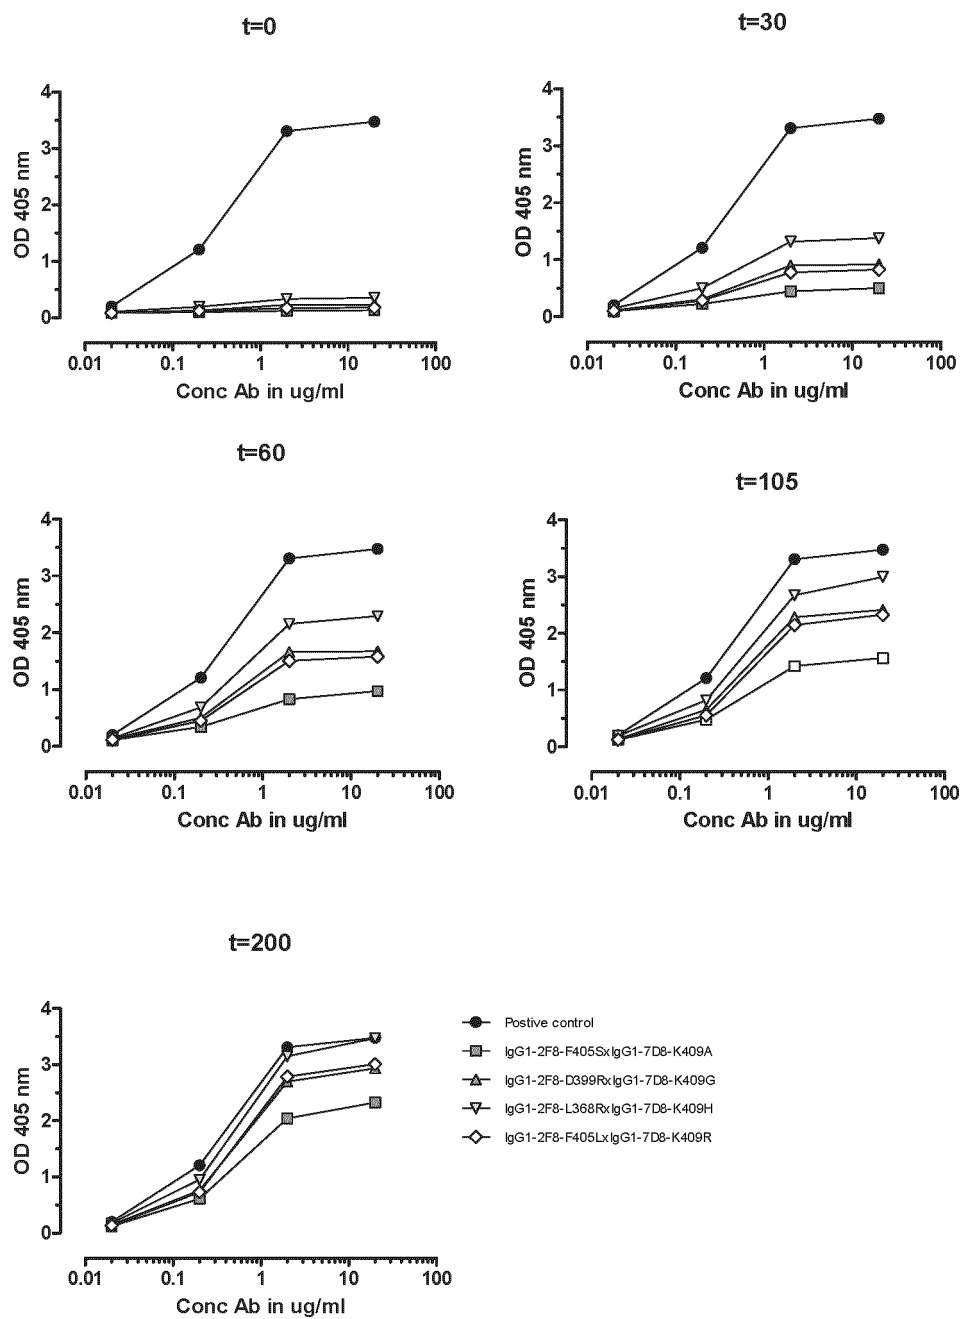 t=0
4
3
2
1
0
OD 405 nm
0.01 0.1 1 10 100
Conc Ab in ug/ml
t=30
4
3
2
1
0
OD 405 nm
0.01 0.1 1 10 100
Conc Ab in ug/ml
t=60
4
3
2
1
0
OD 405 nm
0.01 0.1 1 10 100
Conc Ab in ug/ml
t=105
4
3
2
1
0
OD 405 nm
0.01 0.1 1 10 100
Conc Ab in ug/ml
t=200
4
3
2
1
0
OD 405 nm
0.01 0.1 1 10 100
Conc Ab in ug/ml
Postive control
IgG1-2F8-F405SxIgG1-7D8-K409A
IgG1-2F8-D399RxIgG1-7D8-K409G
IgG1-2F8-L368RxIgG1-7D8-K409H
IgG1-2F8-F405LxIgG1-7D8-K409R